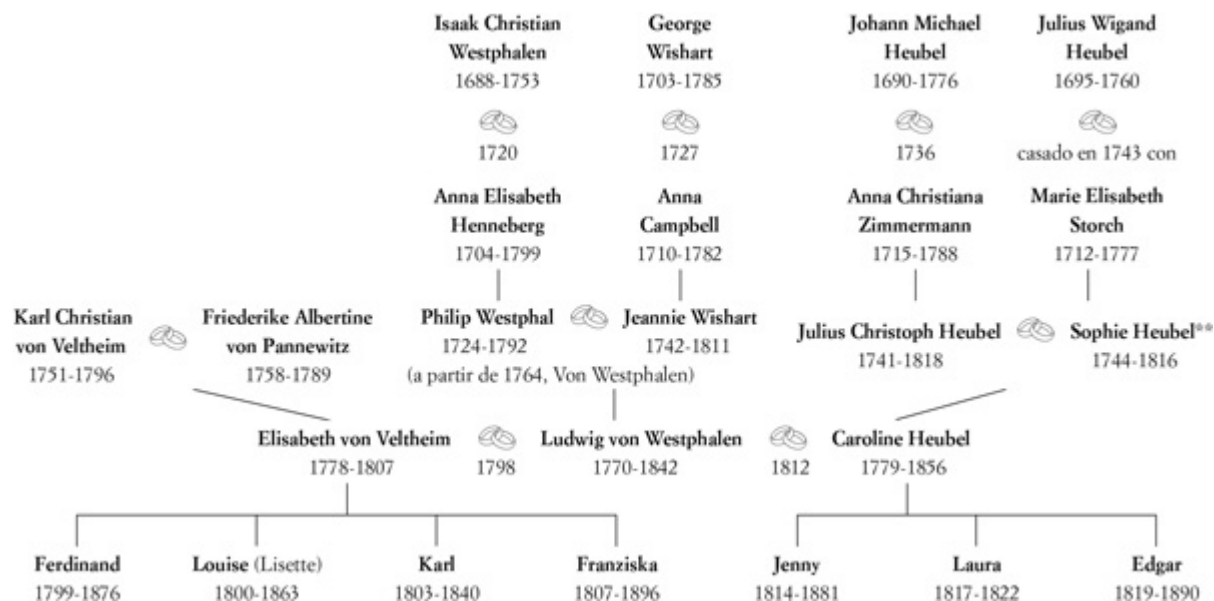 Isaak Christian Westphalen 1688-1753
George Wishart 1703-1785
Johann Michael Heubel 1690-1776
Julius Wigand Heubel 1695-1760
1720
1727
1736
casado en 1743 con
Anna Elisabeth Henneberg 1704-1799
Anna Campbell 1710-1782
Anna Christiana Zimmermann 1715-1788
Marie Elisabeth Storch 1712-1777
Karl Christian von Veltheim 1751-1796
Friederike Albertine von Pannewitz 1758-1789
Philip Westphal 1724-1792
(a partir de 1764, Von Westphalen)
Jeannie Wishart 1742-1811
Julius Christoph Heubel 1741-1818
Sophie Heubel** 1744-1816
Elisabeth von Veltheim 1778-1807
1798
Ludwig von Westphalen 1770-1842
1812
Caroline Heubel 1779-1856
Ferdinand 1799-1876
Louise (Lisette) 1800-1863
Karl 1803-1840
Franziska 1807-1896
Jenny 1814-1881
Laura 1817-1822
Edgar 1819-1890